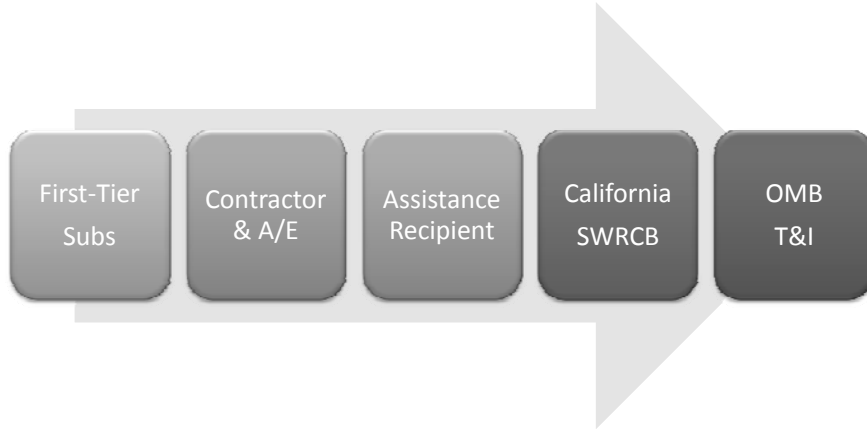 First-Tier
Subs
Contractor
& A/E
Assistance
Recipient
California
SWRCB
OMB
T&I